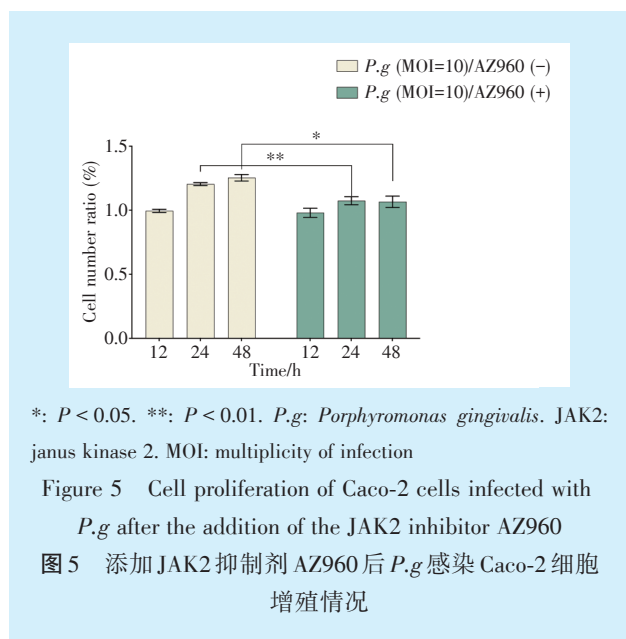 P.g (MOI=10)/AZ960 (−)
P.g (MOI=10)/AZ960 (+)
Cell number ratio (%)
1.5
1.0
0.5
0.0
*
**
12 24 48 12 24 48
Time/h
*: P < 0.05. **: P < 0.01. P.g: Porphyromonas gingivalis. JAK2:
janus kinase 2. MOI: multiplicity of infection
Figure 5 Cell proliferation of Caco-2 cells infected with
P.g after the addition of the JAK2 inhibitor AZ960
图5 添加JAK2抑制剂AZ960后P.g感染Caco-2细胞
增殖情况